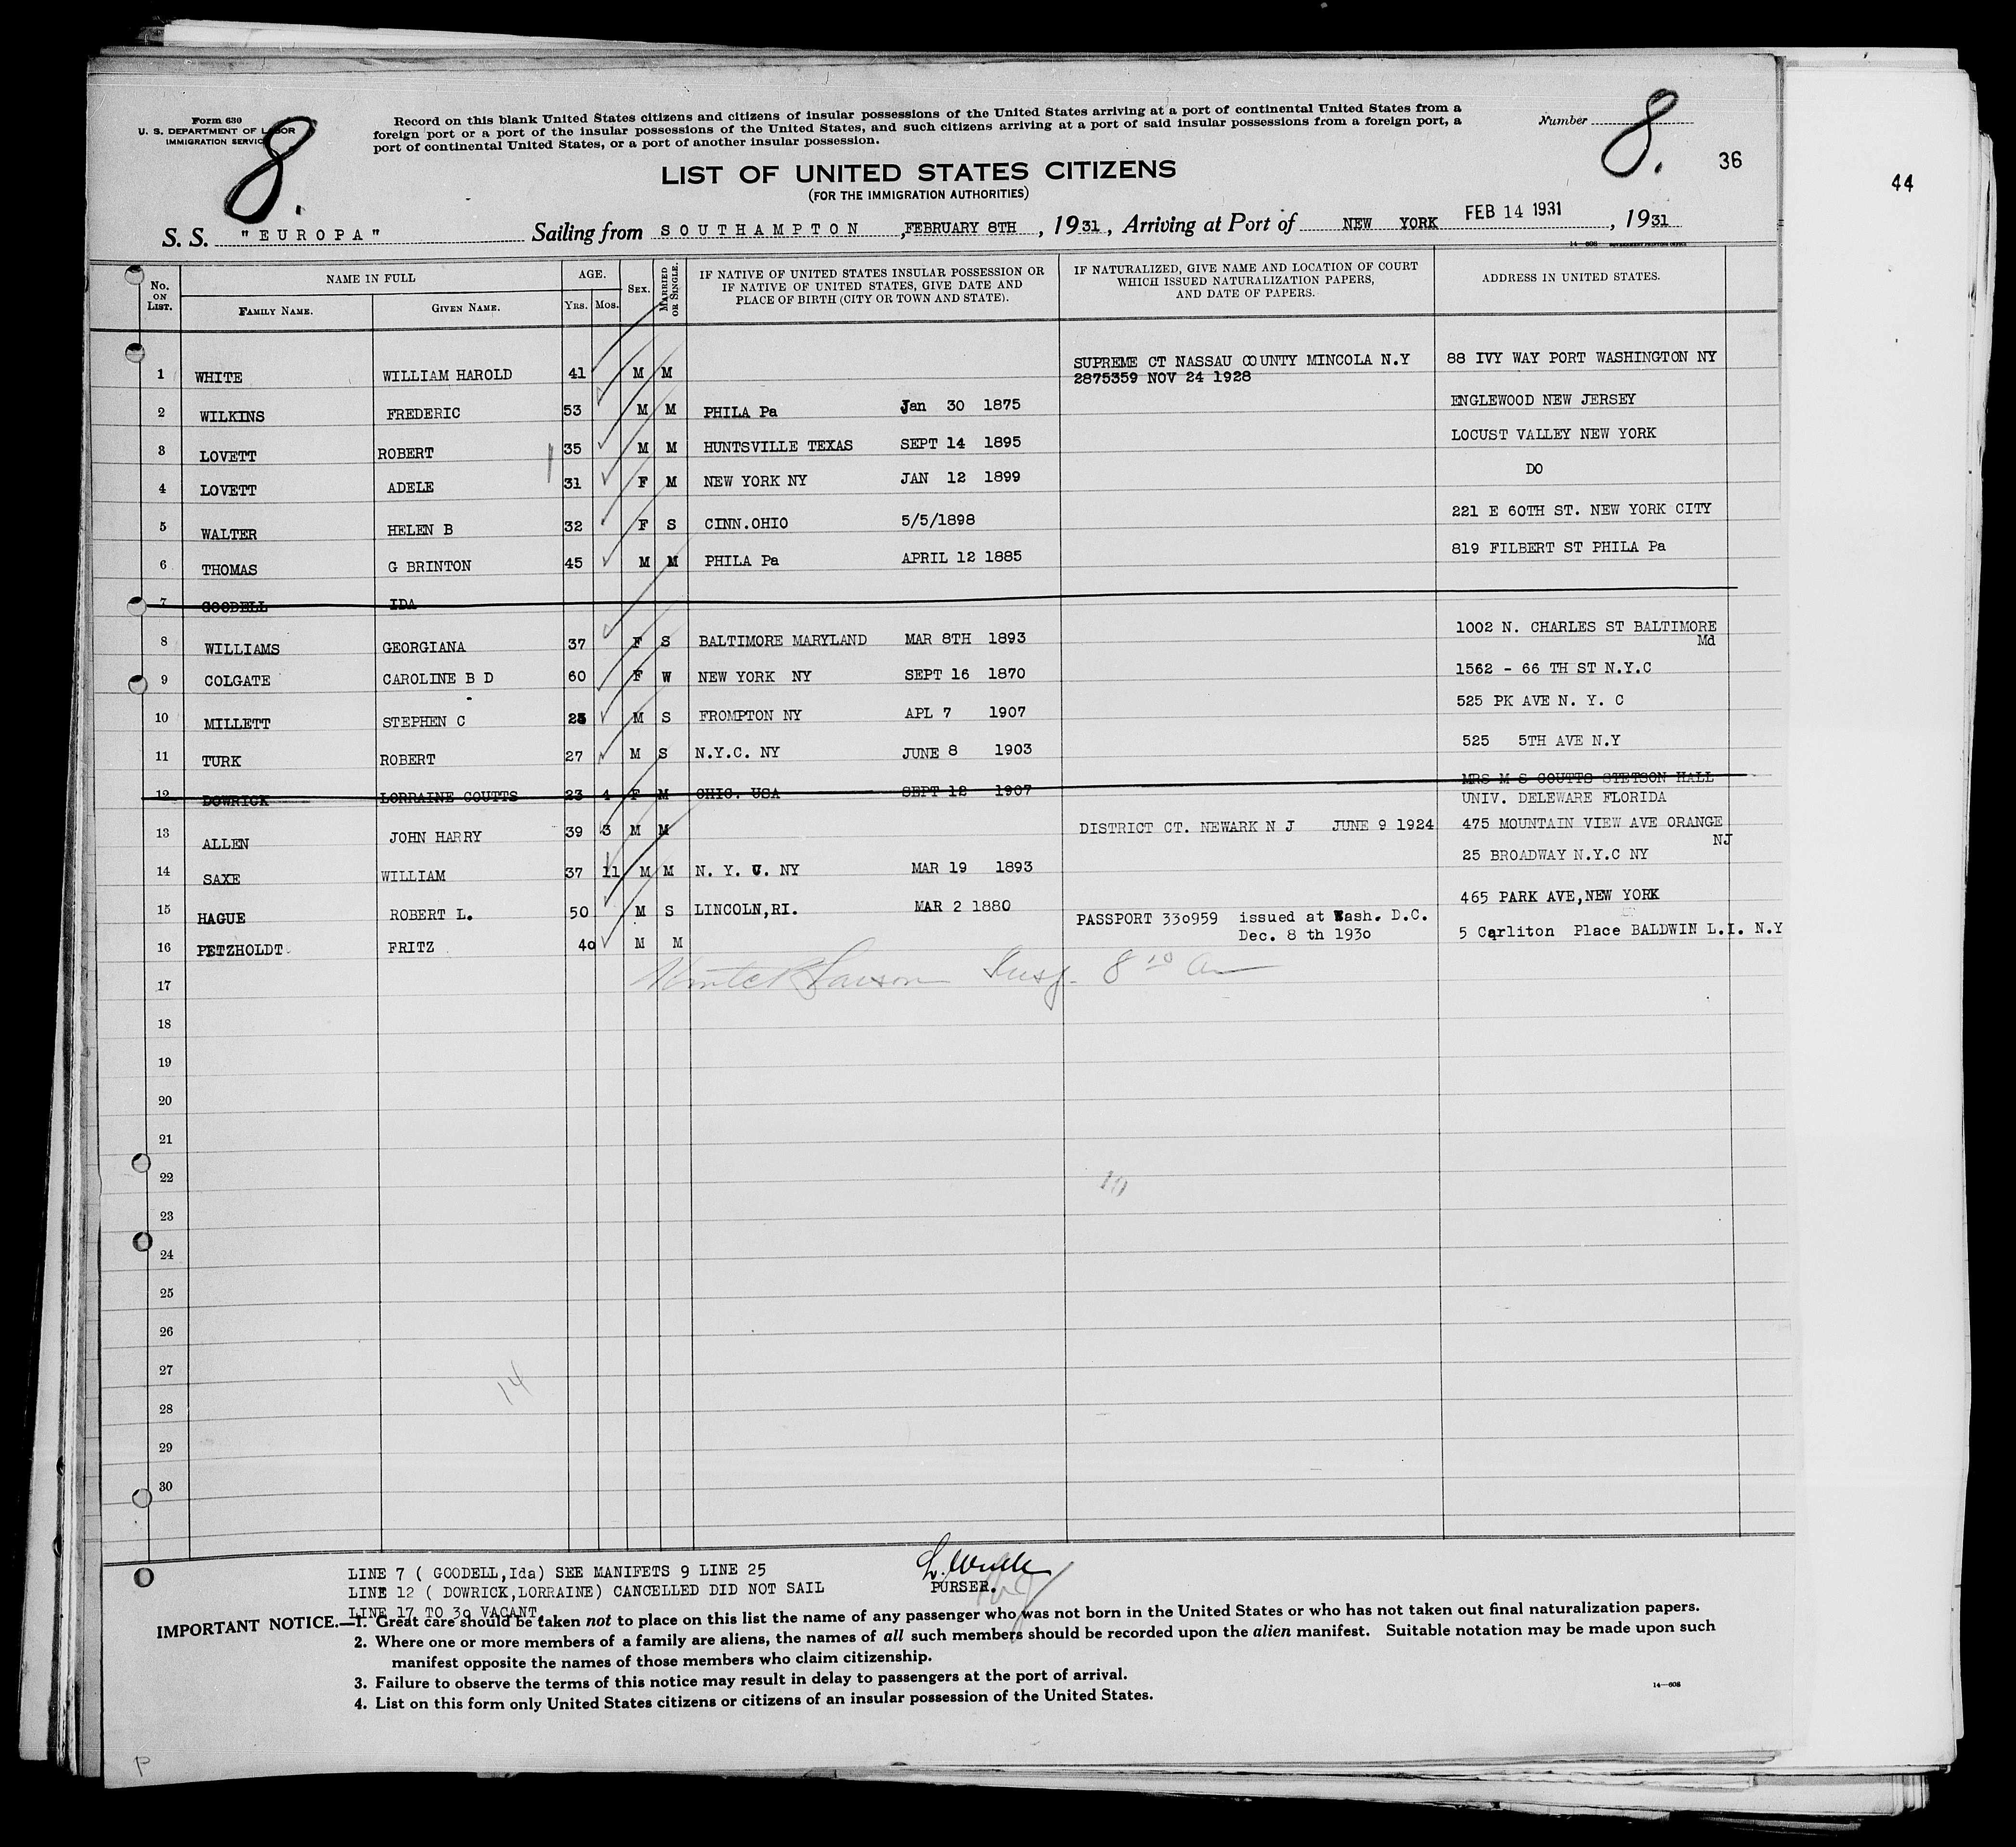 Form 630
U. S. DEPARTMENT OF LABOR
IMMIGRATION SERVICE
8.
Record on this blank United States citizens and citizens of insular possessions of the United States arriving at a port of continental United States from a
foreign port or a port of the insular possessions of the United States, and such citizens arriving at a port of said insular possessions from a foreign port, a
port of continental United States, or a port of another insular possession.
Number 8.
36
44
LIST OF UNITED STATES CITIZENS
(FOR THE IMMIGRATION AUTHORITIES)
S. S. "EUROPA" Sailing from SOUTHAMPTON ,FEBRUARY 8TH , 1931, Arriving at Port of NEW YORK FEB 14 1931 , 1931
14—608 GOVERNMENT PRINTING OFFICE
No. ON LIST. NAME IN FULL FAMILY NAME. GIVEN NAME. AGE. YRS. MOS. SEX. MARRIED OR SINGLE. IF NATIVE OF UNITED STATES INSULAR POSSESSION OR IF NATIVE OF UNITED STATES, GIVE DATE AND PLACE OF BIRTH (CITY OR TOWN AND STATE). IF NATURALIZED, GIVE NAME AND LOCATION OF COURT WHICH ISSUED NATURALIZATION PAPERS, AND DATE OF PAPERS. ADDRESS IN UNITED STATES.
1 WHITE WILLIAM HAROLD 41 M M SUPREME CT NASSAU COUNTY MINCOLA N.Y 88 IVY WAY PORT WASHINGTON NY
2875359 NOV 24 1928
2 WILKINS FREDERIC 53 M M PHILA Pa Jan 30 1875 ENGLEWOOD NEW JERSEY
3 LOVETT ROBERT 35 M M HUNTSVILLE TEXAS SEPT 14 1895 LOCUST VALLEY NEW YORK
4 LOVETT ADELE 31 F M NEW YORK NY JAN 12 1899 DO
5 WALTER HELEN B 32 F S CINN.OHIO 5/5/1898 221 E 60TH ST. NEW YORK CITY
6 THOMAS G BRINTON 45 M M PHILA Pa APRIL 12 1885 819 FILBERT ST PHILA Pa
7 GOODELL IDA
8 WILLIAMS GEORGIANA 37 F S BALTIMORE MARYLAND MAR 8TH 1893 1002 N. CHARLES ST BALTIMORE
Md
9 COLGATE CAROLINE B D 60 F W NEW YORK NY SEPT 16 1870 1562 - 66 TH ST N.Y.C
10 MILLETT STEPHEN C M S FROMPTON NY APL 7 1907 525 PK AVE N. Y. C
11 TURK ROBERT 27 M S N.Y.C. NY JUNE 8 1903 525 5TH AVE N.Y
12 DOWRICK LORRAINE COUTTS 23 4 F M CHIC. USA SEPT 12 1907 MRS M S COUTTS STETSON HALL
UNIV. DELEWARE FLORIDA
13 ALLEN JOHN HARRY 39 3 M M DISTRICT CT. NEWARK N J JUNE 9 1924 475 MOUNTAIN VIEW AVE ORANGE
NJ
14 SAXE WILLIAM 37 11 M M N. Y. C. NY MAR 19 1893 25 BROADWAY N.Y.C NY
15 HAGUE ROBERT L. 50 M S LINCOLN,RI. MAR 2 1880 465 PARK AVE,NEW YORK
PASSPORT 330959 issued at Wash. D.C.
16 PETZHOLDT FRITZ 40 M M Dec. 8 th 1930 5 Carliton Place BALDWIN L.I. N.Y
17 Insp. 8 10 am
18
19
20
21
22
10
23
24
25
26
27
14
28
29
30
LINE 7 ( GOODELL,Ida) SEE MANIFETS 9 LINE 25
LINE 12 ( DOWRICK,LORRAINE) CANCELLED DID NOT SAIL
PURSER.
LINE 17 TO 30 VACANT.
IMPORTANT NOTICE.—1. Great care should be taken not to place on this list the name of any passenger who was not born in the United States or who has not taken out final naturalization papers.
2. Where one or more members of a family are aliens, the names of all such members should be recorded upon the alien manifest. Suitable notation may be made upon such
manifest opposite the names of those members who claim citizenship.
3. Failure to observe the terms of this notice may result in delay to passengers at the port of arrival.
4. List on this form only United States citizens or citizens of an insular possession of the United States.
14—608
P